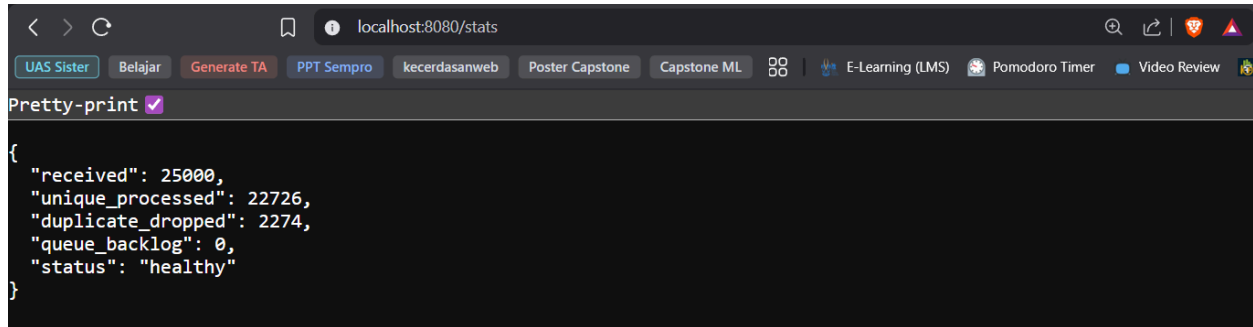 localhost:8080/stats
UAS Sister Belajar Generate TA PPT Sempro kecerdasanweb Poster Capstone Capstone ML E-Learning (LMS) Pomodoro Timer Video Review
Pretty-print
{
"received": 25000,
"unique_processed": 22726,
"duplicate_dropped": 2274,
"queue_backlog": 0,
"status": "healthy"
}